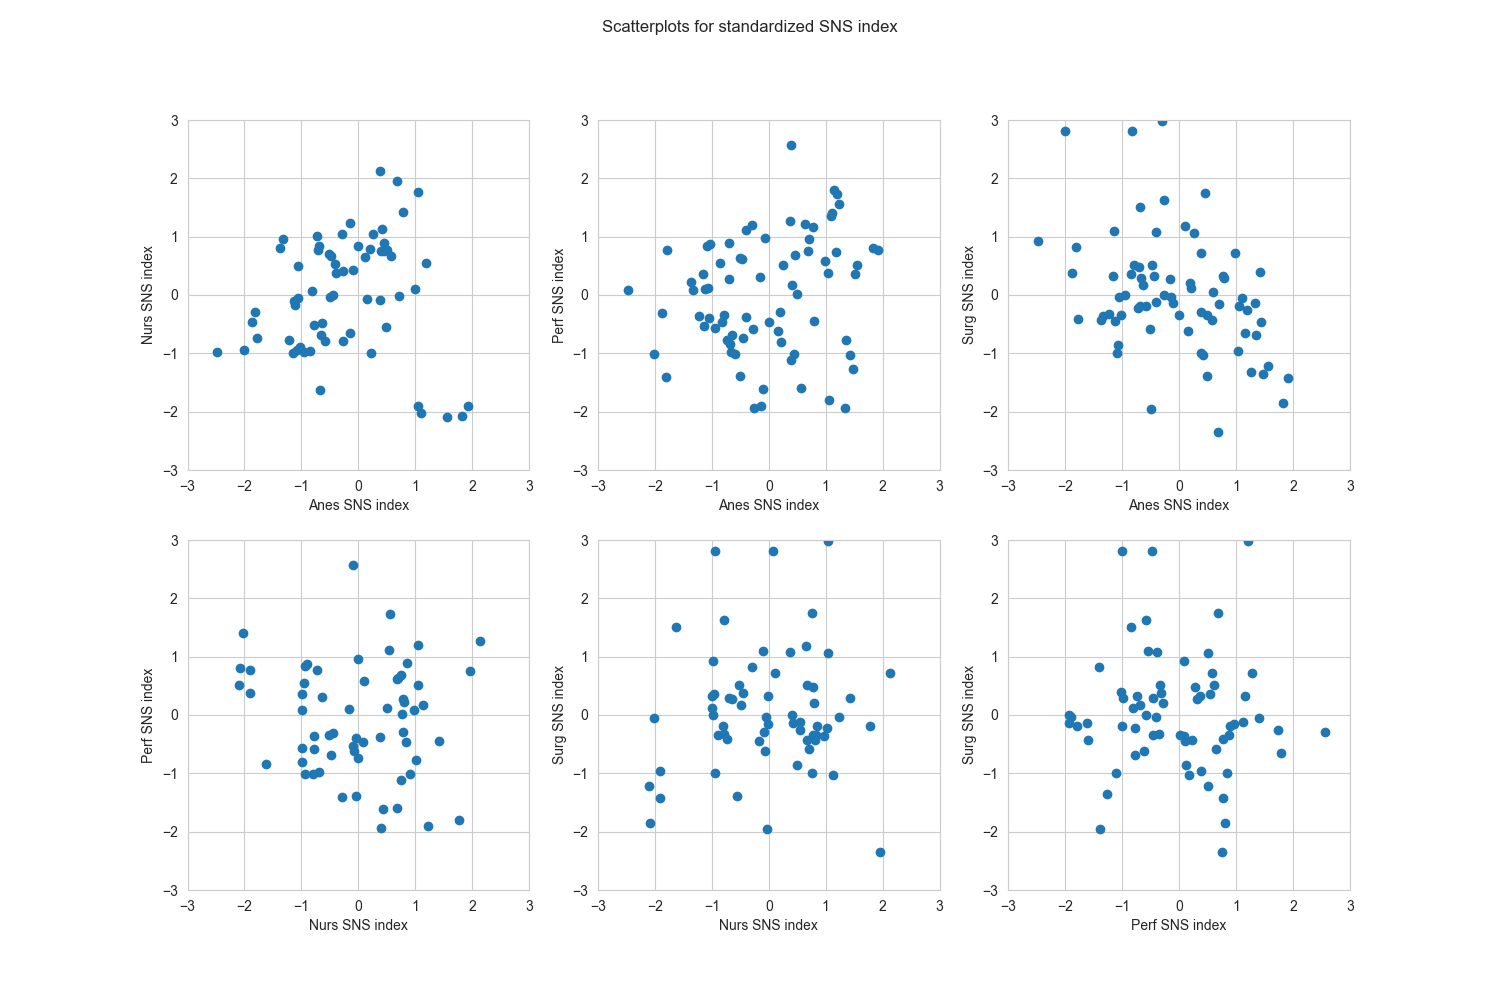 Scatterplots for standardized SNS index
3 3 3
2 2 2
1 1 1
0 0 0
−1 −1 −1
−2 −2 −2
−3 −3 −3
Nurs SNS index Perf SNS index Surg SNS index
−3 −2 −1 0 1 2 3 −3 −2 −1 0 1 2 3 −3 −2 −1 0 1 2 3
Anes SNS index Anes SNS index Anes SNS index
3 3 3
2 2 2
1 1 1
0 0 0
−1 −1 −1
−2 −2 −2
−3 −3 −3
Perf SNS index Surg SNS index Surg SNS index
−3 −2 −1 0 1 2 3 −3 −2 −1 0 1 2 3 −3 −2 −1 0 1 2 3
Nurs SNS index Nurs SNS index Perf SNS index